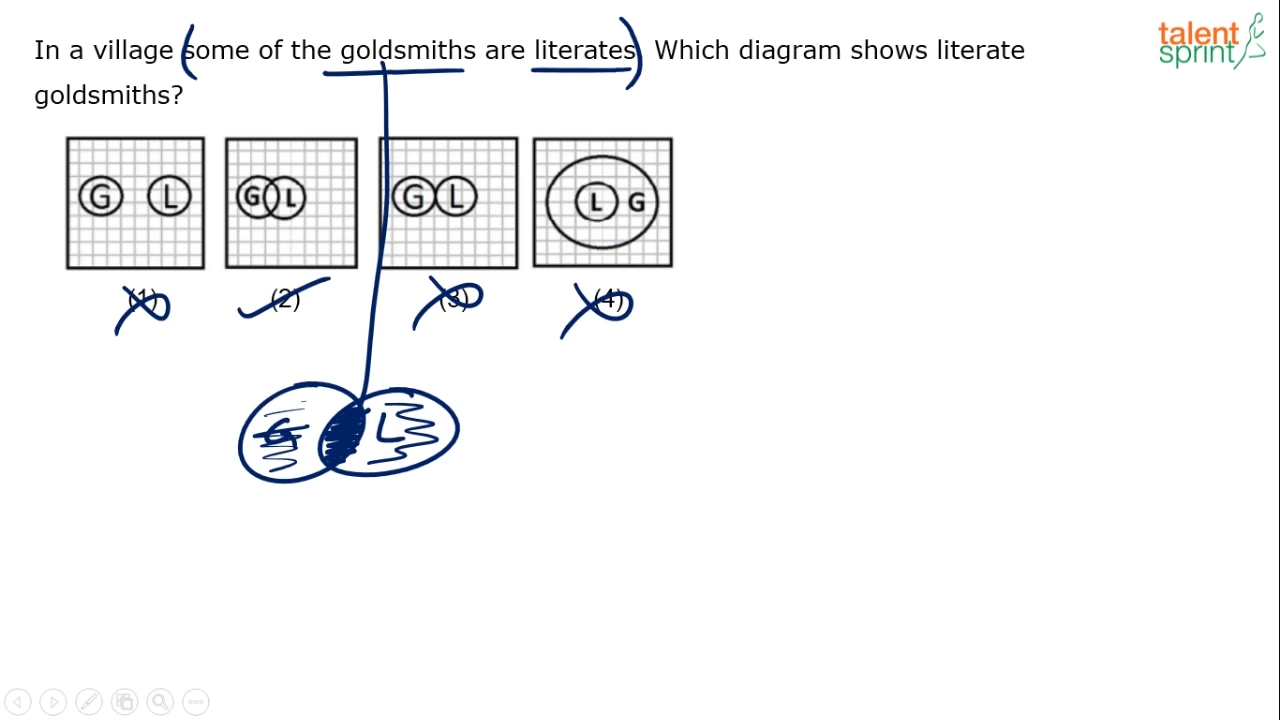 In a village some of the goldsmiths are literates. Which diagram shows literate
goldsmiths?
talent
sprint
G L
G L
G L
L G
(1) (2) (3) (4)
G L